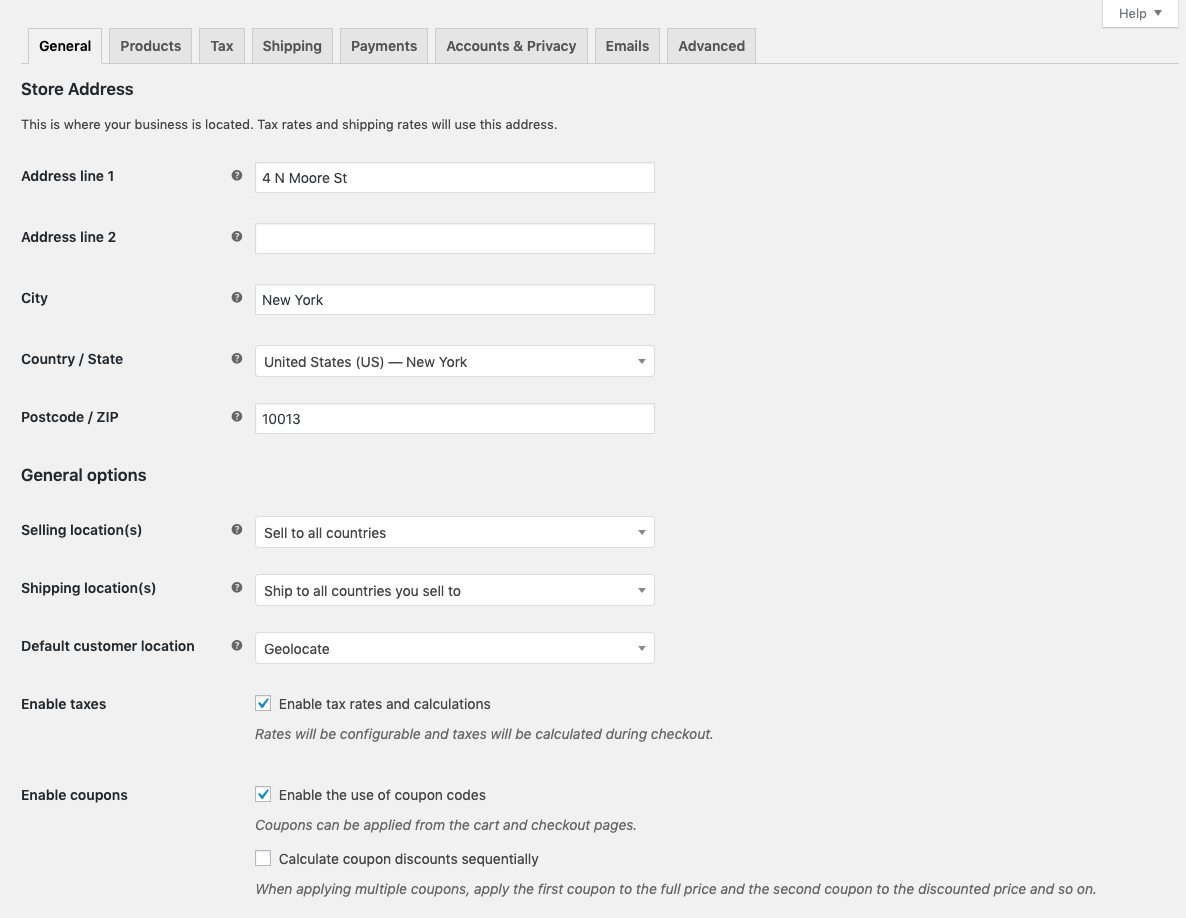 Help
General Products Tax Shipping Payments Accounts & Privacy Emails Advanced
Store Address
This is where your business is located. Tax rates and shipping rates will use this address.
Address line 1 ? 4 N Moore St
Address line 2 ?
City ? New York
Country / State ? United States (US) — New York
Postcode / ZIP ? 10013
General options
Selling location(s) ? Sell to all countries
Shipping location(s) ? Ship to all countries you sell to
Default customer location ? Geolocate
Enable taxes Enable tax rates and calculations
Rates will be configurable and taxes will be calculated during checkout.
Enable coupons Enable the use of coupon codes
Coupons can be applied from the cart and checkout pages.
Calculate coupon discounts sequentially
When applying multiple coupons, apply the first coupon to the full price and the second coupon to the discounted price and so on.